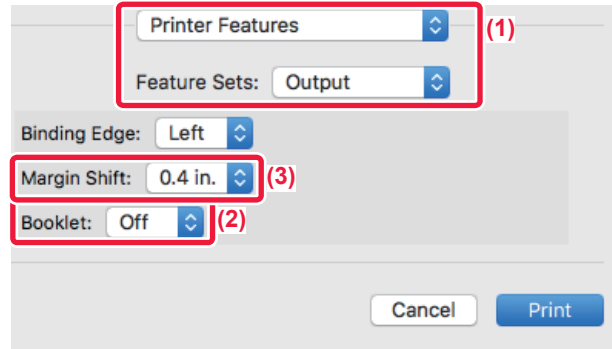 Printer Features
(1)
Feature Sets: Output
Binding Edge: Left
Margin Shift: 0.4 in. (3)
Booklet: Off (2)
Cancel Print